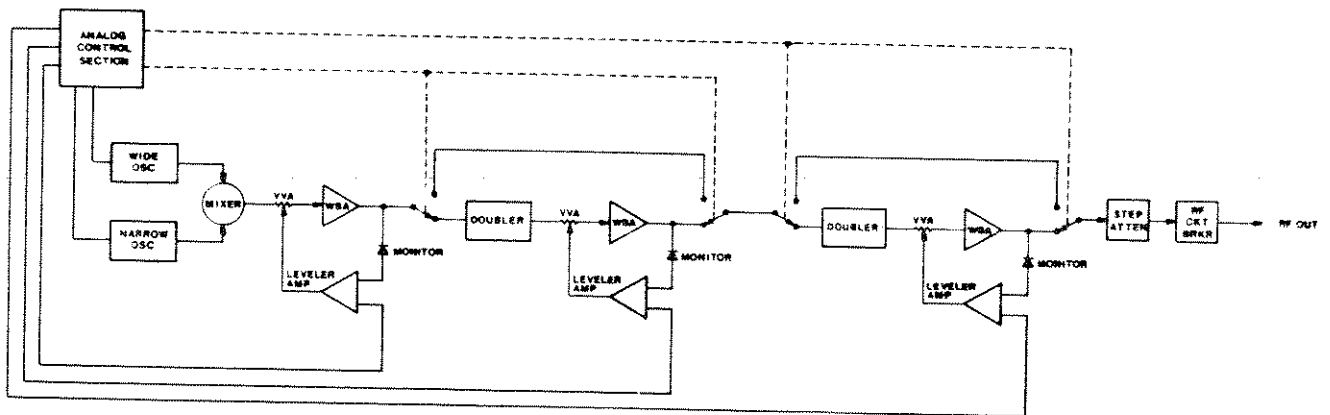 ANALOG
CONTROL
SECTION
WIDE
OSC
NARROW
OSC
MIXER
VVA
WBA
MONITOR
LEVELER
AMP
DOUBLER
VVA
WBA
MONITOR
LEVELER
AMP
DOUBLER
VVA
WBA
MONITOR
LEVELER
AMP
STEP
ATTEN
RF
CKT
BRKR
RF OUT